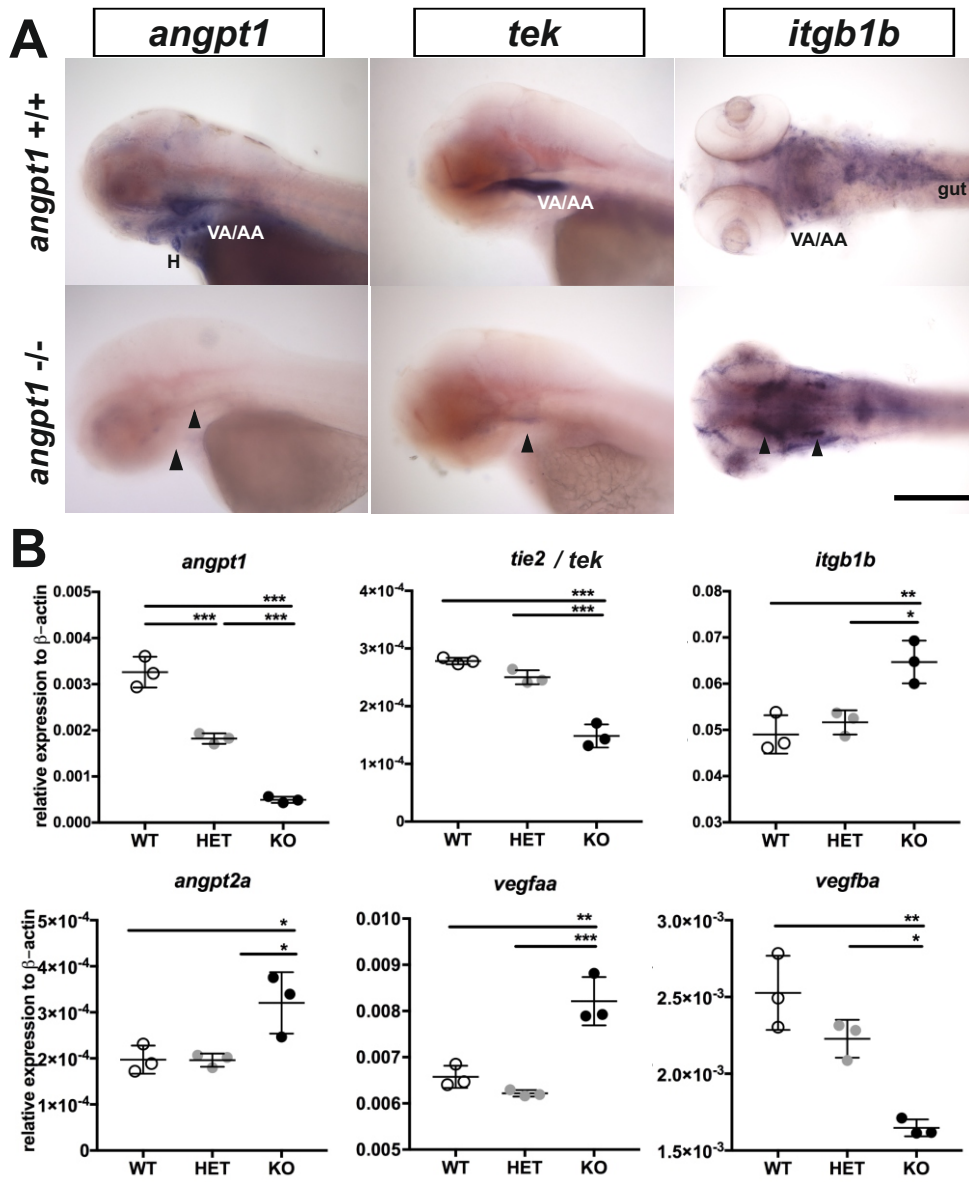 A
angpt1
tek
itgb1b
angpt1 +/+
VA/AA
H
VA/AA
VA/AA
gut
angpt1 -/-
B
angpt1
tie2 / tek
itgb1b
relative expression to β−actin
0.005
0.004
0.003
0.002
0.001
0.000
***
*** ***
WT HET KO
4×10-4
3×10-4
2×10-4
1×10-4
0
***
***
WT HET KO
0.08
0.07
0.06
0.05
0.04
0.03
**
*
WT HET KO
angpt2a
vegfaa
vegfba
relative expression to β−actin
5×10-4
4×10-4
3×10-4
2×10-4
1×10-4
0
*
*
WT HET KO
0.010
0.009
0.008
0.007
0.006
0.005
**
***
WT HET KO
3.0×10-3
2.5×10-3
2.0×10-3
1.5×10-3
**
*
WT HET KO